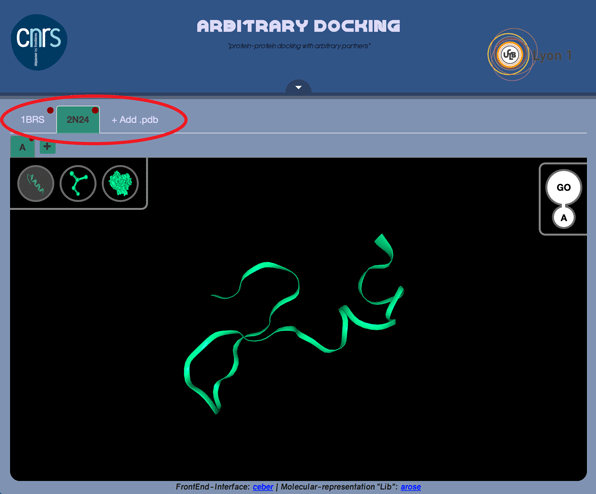 cnrs
ARBITRARY DOCKING
"protein-protein docking with arbitrary partners"
UCB Lyon 1
1BRS 2N24 + Add .pdb
A +
GO
A
FrontEnd-Interface: ceber | Molecular-representation "Lib": arose